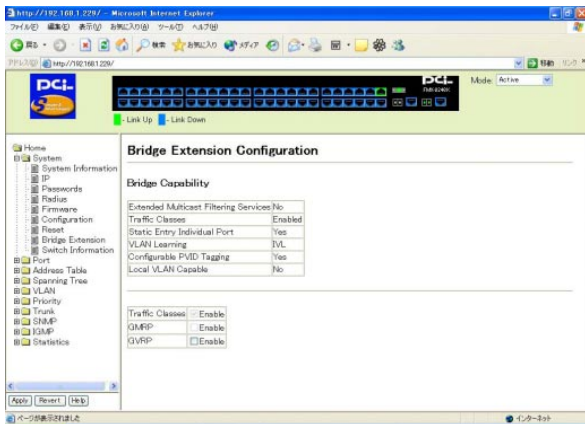 http://192.168.1.229/ - Microsoft Internet Explorer
ファイル(F) 編集(E) 表示(V) お気に入り(A) ツール(T) ヘルプ(H)
戻る 検索 お気に入り メディア
アドレス(D) http://192.168.1.229/ 移動 リンク
PCi
PCi
Mode: Active
- Link Up - Link Down
Home
System
System Information
IP
Passwords
Radius
Firmware
Configuration
Reset
Bridge Extension
Switch Information
Port
Address Table
Spanning Tree
VLAN
Priority
Trunk
SNMP
IGMP
Statistics
Apply Revert Help
Bridge Extension Configuration
Bridge Capability
Extended Multicast Filtering Services No
Traffic Classes Enabled
Static Entry Individual Port Yes
VLAN Learning IVL
Configurable PVID Tagging Yes
Local VLAN Capable No
Traffic Classes Enable
GMRP Enable
GVRP Enable
ページが表示されました インターネット